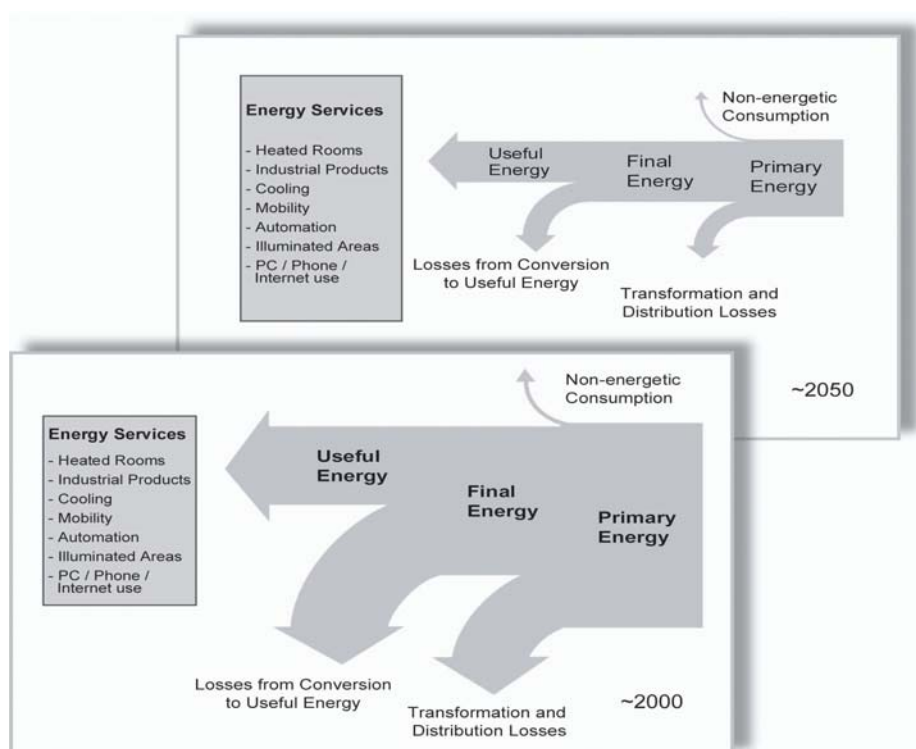 Energy Services
- Heated Rooms
- Industrial Products
- Cooling
- Mobility
- Automation
- Illuminated Areas
- PC / Phone /
Internet use
Non-energetic
Consumption
Useful
Energy
Final
Energy
Primary
Energy
Losses from Conversion
to Useful Energy
Transformation and
Distribution Losses
~2050
Energy Services
- Heated Rooms
- Industrial Products
- Cooling
- Mobility
- Automation
- Illuminated Areas
- PC / Phone /
Internet use
Non-energetic
Consumption
Useful
Energy
Final
Energy
Primary
Energy
Losses from Conversion
to Useful Energy
Transformation and
Distribution Losses
~2000